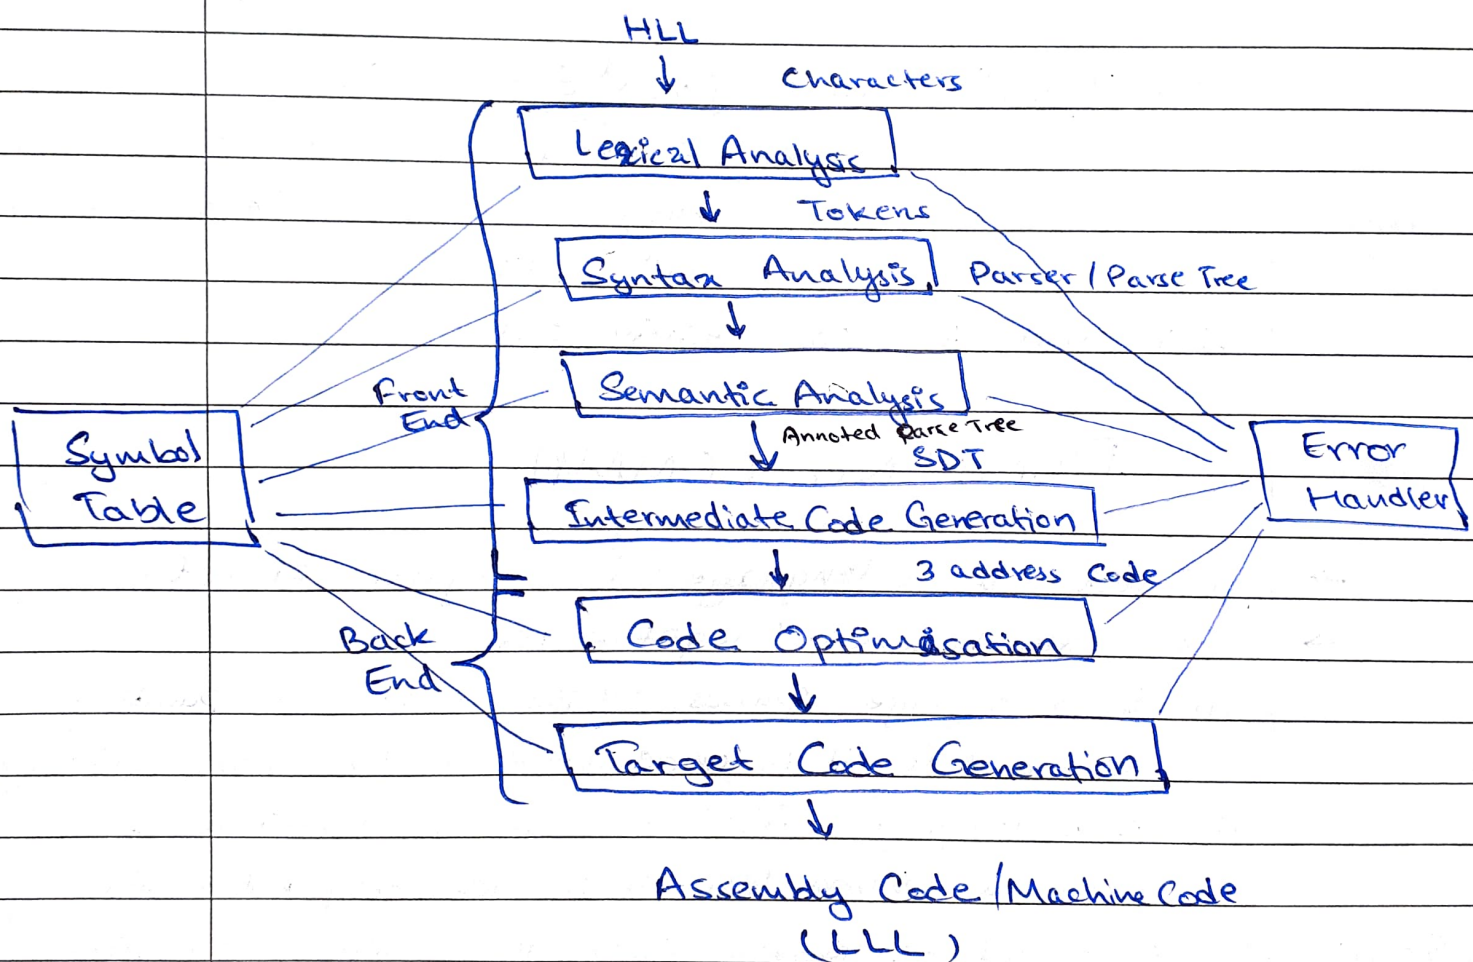 HLL
Characters
Lexical Analysis
Tokens
Syntax Analysis
Parser / Parse Tree
Semantic Analysis
Front
End
Annoted Parse Tree
SDT
Symbol
Table
Error
Handler
Intermediate Code Generation
3 address Code
Code Optimisation
Back
End
Target Code Generation
Assembly Code / Machine Code
(LLL)